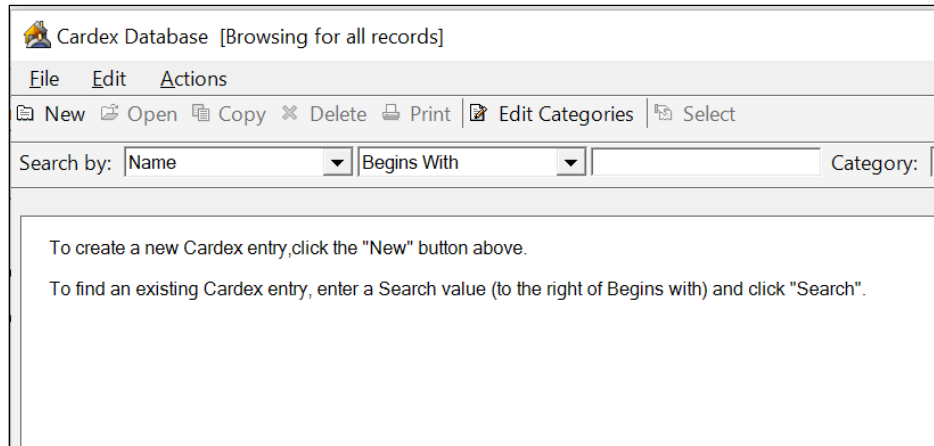 Cardex Database [Browsing for all records]
File Edit Actions
New Open Copy Delete Print Edit Categories Select
Search by: Name Begins With Category:
To create a new Cardex entry,click the "New" button above.
To find an existing Cardex entry, enter a Search value (to the right of Begins with) and click "Search".